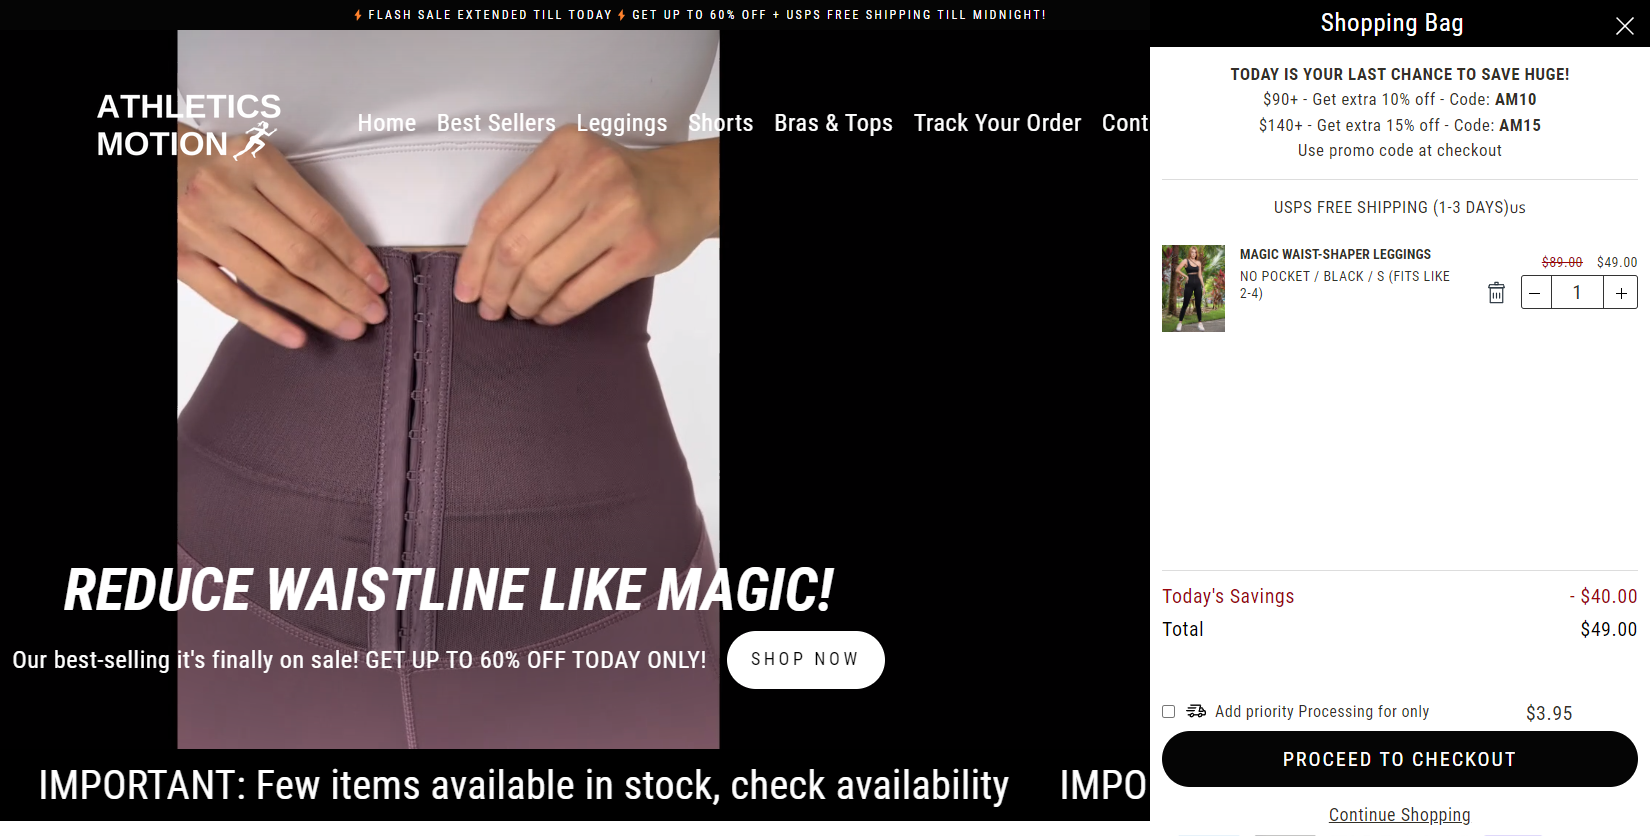 FLASH SALE EXTENDED TILL TODAY GET UP TO 60% OFF + USPS FREE SHIPPING TILL MIDNIGHT!
ATHLETICS
MOTION
Home Best Sellers Leggings Shorts Bras & Tops Track Your Order Cont
REDUCE WAISTLINE LIKE MAGIC!
Our best-selling it's finally on sale! GET UP TO 60% OFF TODAY ONLY!
SHOP NOW
IMPORTANT: Few items available in stock, check availability IMPO
Shopping Bag
TODAY IS YOUR LAST CHANCE TO SAVE HUGE!
$90+ - Get extra 10% off - Code: AM10
$140+ - Get extra 15% off - Code: AM15
Use promo code at checkout
USPS FREE SHIPPING (1-3 DAYS)us
MAGIC WAIST-SHAPER LEGGINGS
NO POCKET / BLACK / S (FITS LIKE
2-4)
$89.00 $49.00
− 1 +
Today's Savings - $40.00
Total $49.00
Add priority Processing for only $3.95
PROCEED TO CHECKOUT
Continue Shopping